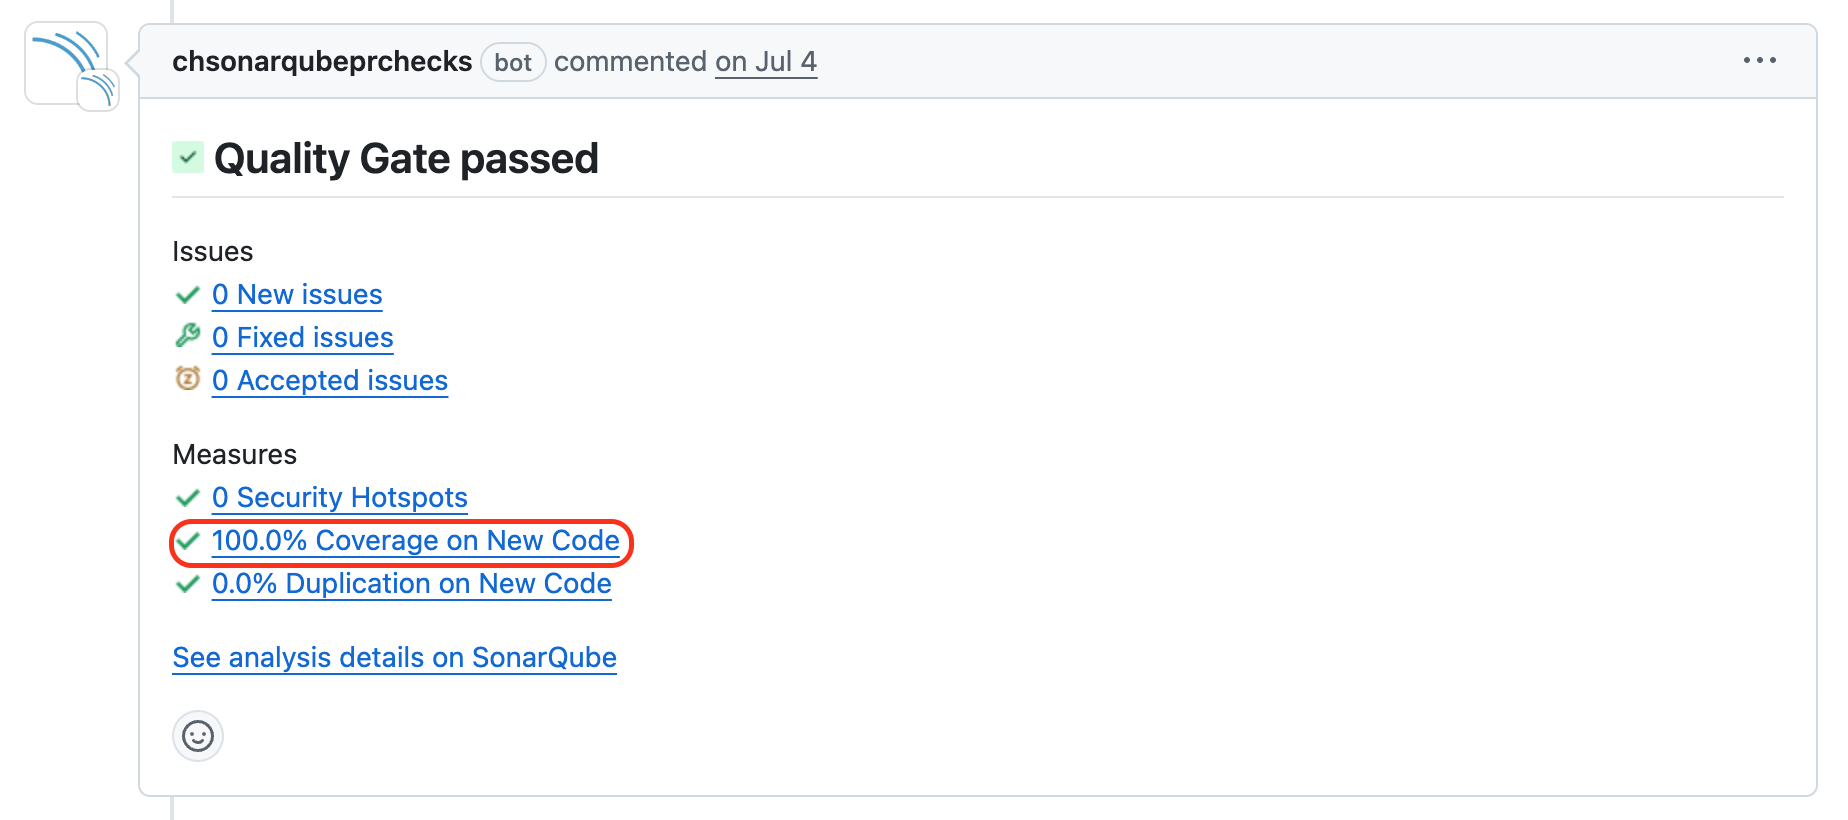 chsonarqubeprchecks bot commented on Jul 4
Quality Gate passed
Issues
0 New issues
0 Fixed issues
0 Accepted issues
Measures
0 Security Hotspots
100.0% Coverage on New Code
0.0% Duplication on New Code
See analysis details on SonarQube